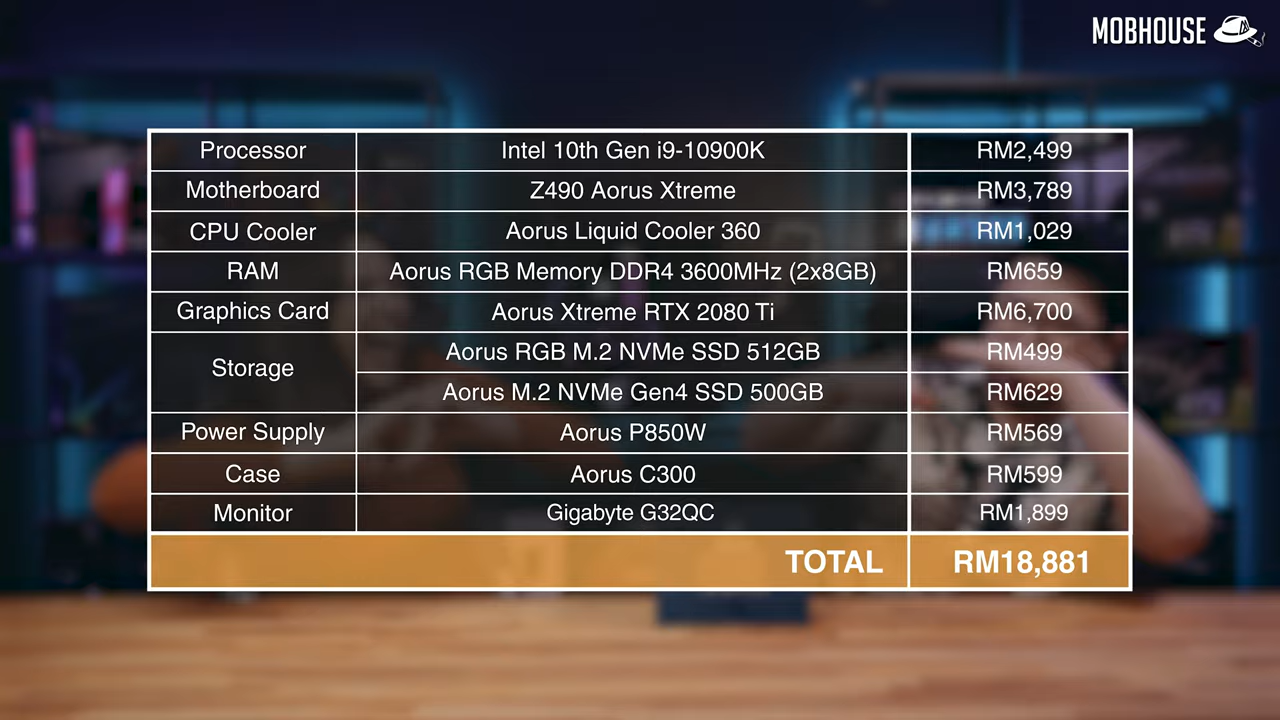 MOBHOUSE
Processor Intel 10th Gen i9-10900K RM2,499
Motherboard Z490 Aorus Xtreme RM3,789
CPU Cooler Aorus Liquid Cooler 360 RM1,029
RAM Aorus RGB Memory DDR4 3600MHz (2x8GB) RM659
Graphics Card Aorus Xtreme RTX 2080 Ti RM6,700
Storage Aorus RGB M.2 NVMe SSD 512GB RM499
Aorus M.2 NVMe Gen4 SSD 500GB RM629
Power Supply Aorus P850W RM569
Case Aorus C300 RM599
Monitor Gigabyte G32QC RM1,899
TOTAL RM18,881